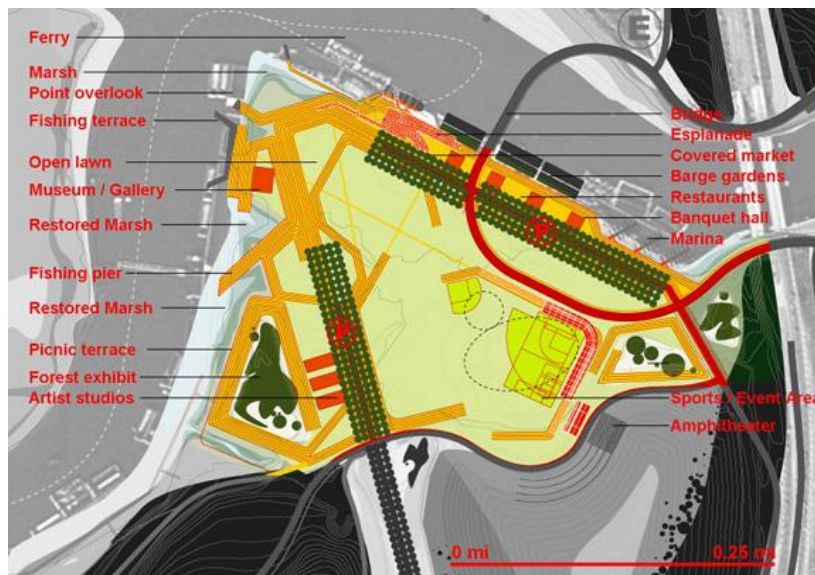 E
Ferry
Marsh
Point overlook
Fishing terrace
Open lawn
Museum / Gallery
Restored Marsh
Fishing pier
Restored Marsh
Picnic terrace
Forest exhibit
Artist studios
Bridge
Esplanade
Covered market
Barge gardens
Restaurants
Banquet hall
Marina
Sports / Event Area
Amphitheater
P
P
0 mi
0.25 mi